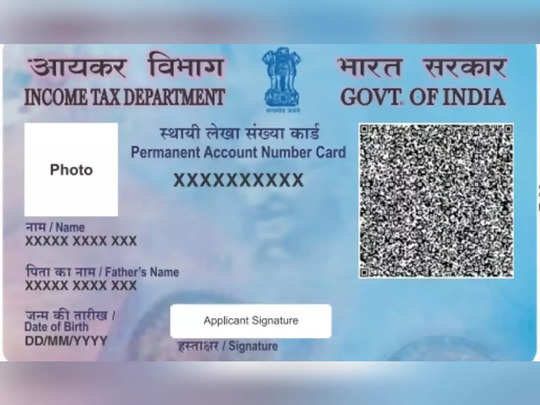 आयकर विभाग
INCOME TAX DEPARTMENT
भारत सरकार
GOVT. OF INDIA
स्थायी लेखा संख्या कार्ड
Permanent Account Number Card
XXXXXXXXXX
Photo
नाम / Name
XXXXX XXXX XXX
पिता का नाम / Father's Name
XXXXX XXXX XXX
जन्म की तारीख /
Date of Birth
DD/MM/YYYY
Applicant Signature
हस्ताक्षर / Signature